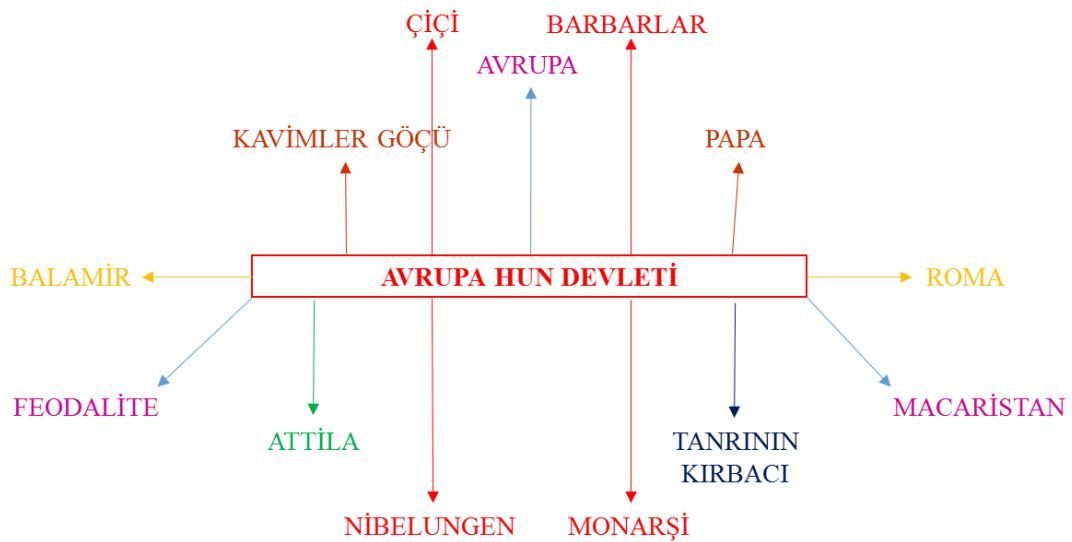 ÇİÇİ
BARBARLAR
AVRUPA
KAVİMLER GÖÇÜ
PAPA
BALAMİR
AVRUPA HUN DEVLETİ
ROMA
FEODALİTE
MACARİSTAN
ATTİLA
TANRININ
KIRBACI
NİBELUNGEN
MONARŞİ